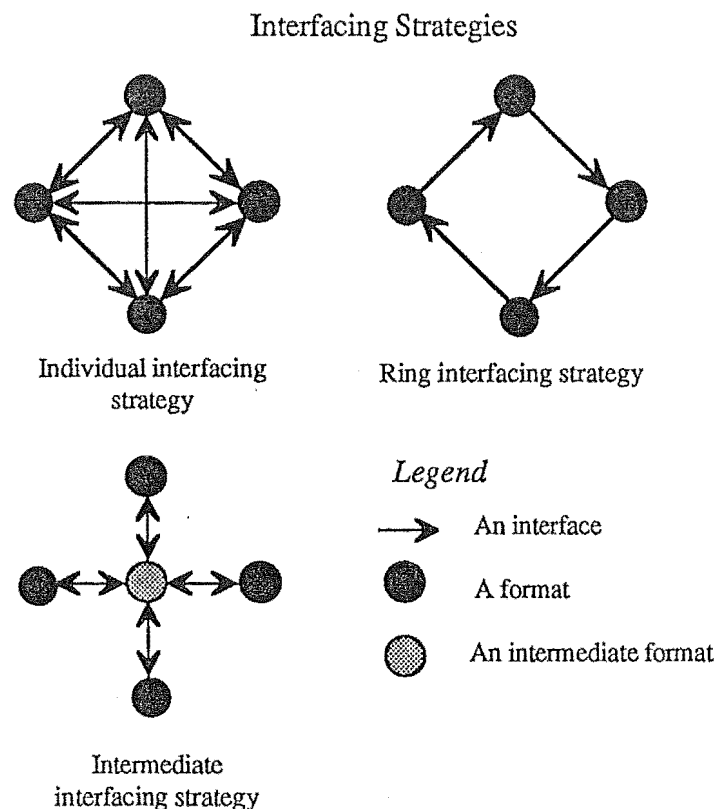 Interfacing Strategies
Individual interfacing
strategy
Ring interfacing strategy
Legend
An interface
A format
An intermediate format
Intermediate
interfacing strategy